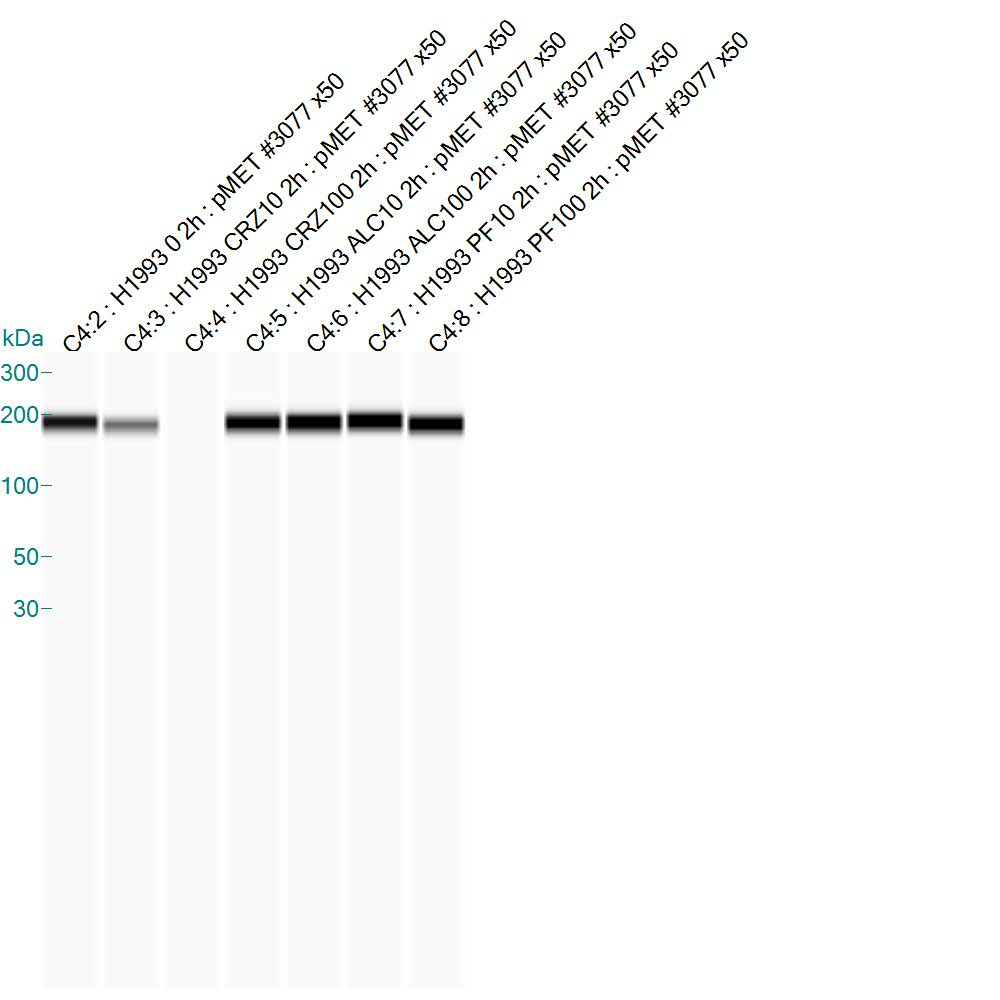 C4:2 : H1993 0 2h : pMET #3077 x50
C4:3 : H1993 CRZ10 2h : pMET #3077 x50
C4:4 : H1993 CRZ100 2h : pMET #3077 x50
C4:5 : H1993 ALC10 2h : pMET #3077 x50
C4:6 : H1993 ALC100 2h : pMET #3077 x50
C4:7 : H1993 PF10 2h : pMET #3077 x50
C4:8 : H1993 PF100 2h : pMET #3077 x50
kDa
300
200
100
50
30